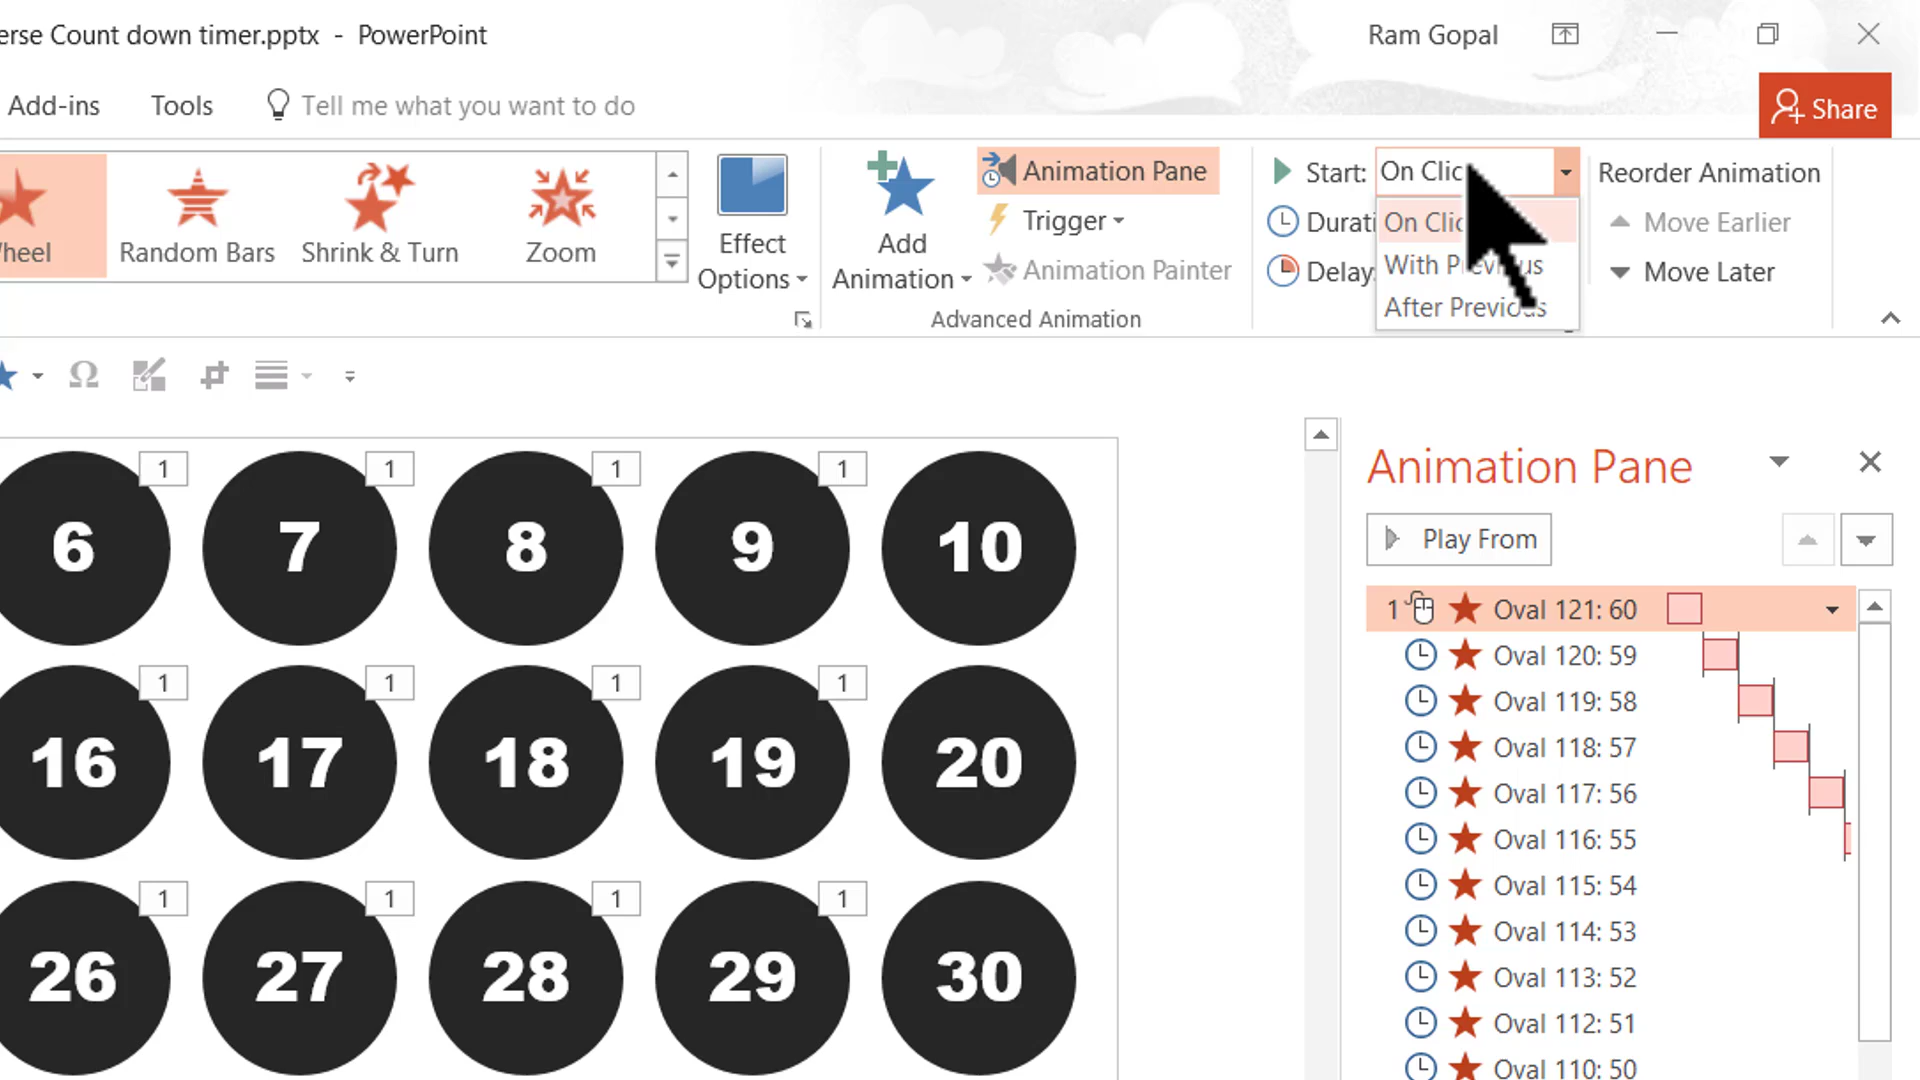 erse Count down timer.pptx - PowerPoint
Ram Gopal
Add-ins
Tools
Tell me what you want to do
Share
heel
Random Bars
Shrink & Turn
Zoom
Effect
Options
Add
Animation
Animation Pane
Trigger
Animation Painter
Advanced Animation
Start:
On Clic
Durati
On Clic
Delay
With Previous
After Previous
Reorder Animation
Move Earlier
Move Later
Animation Pane
Play From
1 Oval 121: 60
Oval 120: 59
Oval 119: 58
Oval 118: 57
Oval 117: 56
Oval 116: 55
Oval 115: 54
Oval 114: 53
Oval 113: 52
Oval 112: 51
Oval 110: 50
1 1 1 1
6 7 8 9 10
1 1 1 1
16 17 18 19 20
1 1 1 1
26 27 28 29 30